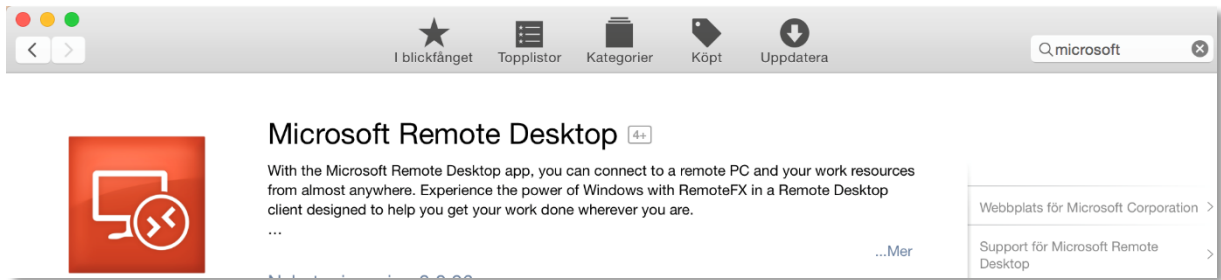 I blickfånget
Topplistor
Kategorier
Köpt
Uppdatera
microsoft
Microsoft Remote Desktop 4+
With the Microsoft Remote Desktop app, you can connect to a remote PC and your work resources
from almost anywhere. Experience the power of Windows with RemoteFX in a Remote Desktop
client designed to help you get your work done wherever you are.
...
...Mer
Webbplats för Microsoft Corporation
Support för Microsoft Remote
Desktop